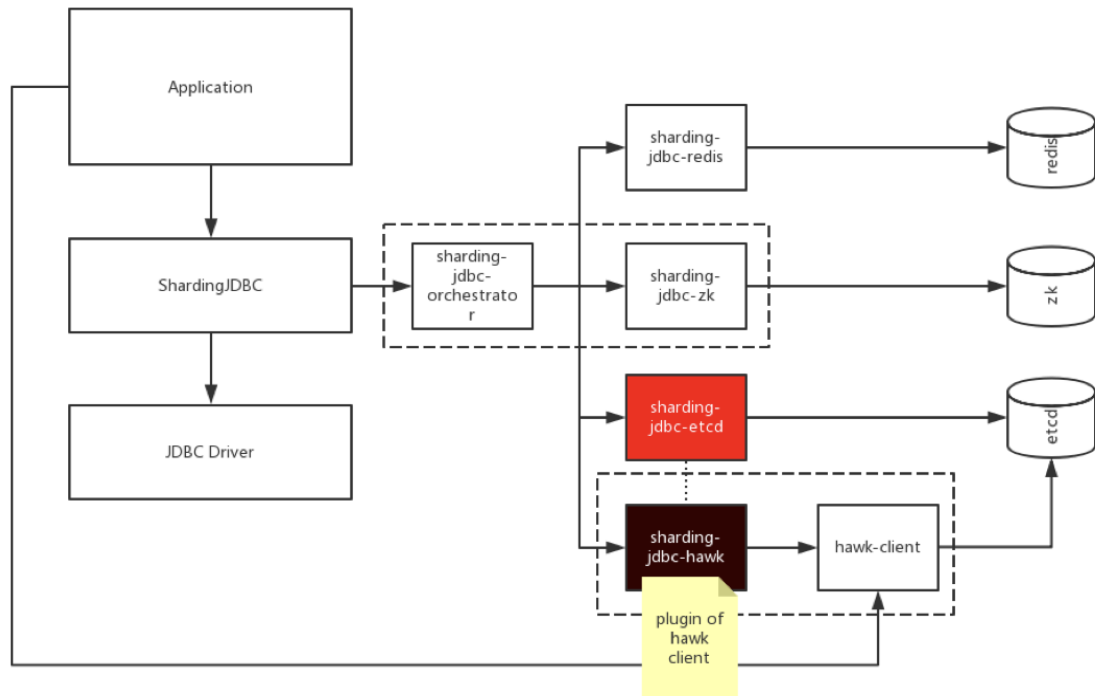 Application
sharding-
jdbc-redis
redis
ShardingJDBC
sharding-
jdbc-
orchestrato
r
sharding-
jdbc-zk
zk
JDBC Driver
sharding-
jdbc-etcd
etcd
sharding-
jdbc-hawk
hawk-client
plugin of
hawk
client